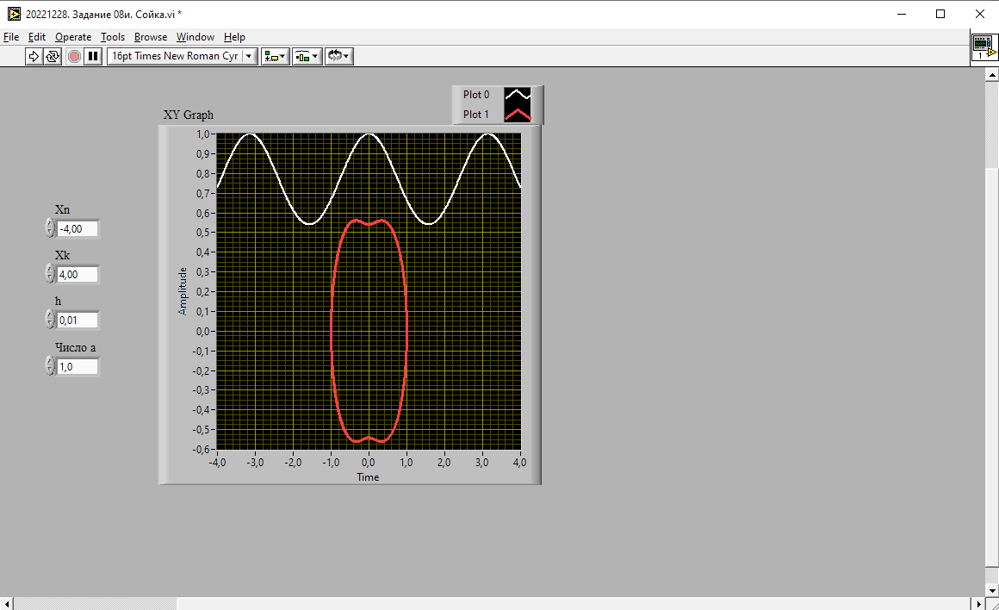 20221228. Задание 08и. Сойка.vi *
File Edit Operate Tools Browse Window Help
16pt Times New Roman Cyr
1
Plot 0
Plot 1
XY Graph
1,0
0,9
0,8
0,7
0,6
0,5
0,4
0,3
0,2
0,1
0,0
-0,1
-0,2
-0,3
-0,4
-0,5
-0,6
Amplitude
-4,0 -3,0 -2,0 -1,0 0,0 1,0 2,0 3,0 4,0
Time
Xn
-4,00
Xk
4,00
h
0,01
Число a
1,0